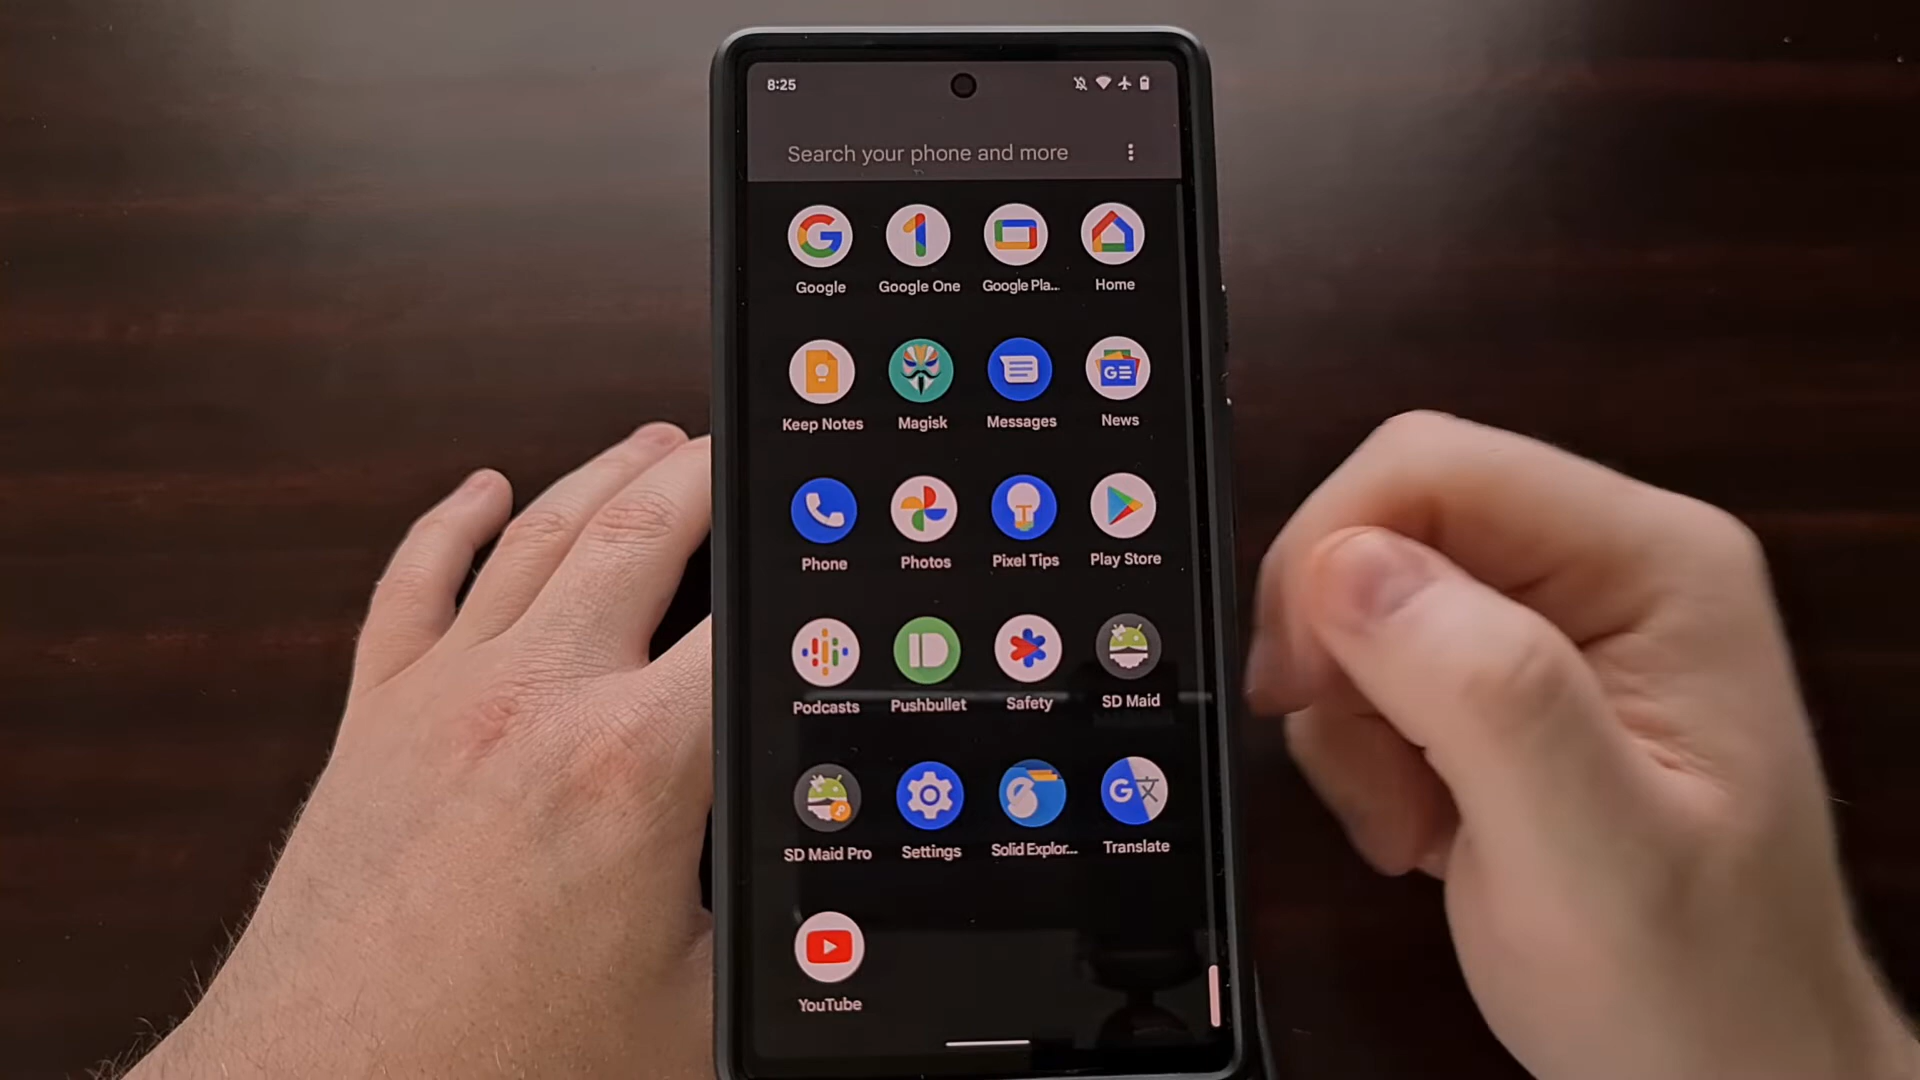 8:25
Search your phone and more
Google
Google One
Google Pla...
Home
Keep Notes
Magisk
Messages
News
Phone
Photos
Pixel Tips
Play Store
Podcasts
Pushbullet
Safety
SD Maid
SD Maid Pro
Settings
Solid Explor...
Translate
YouTube